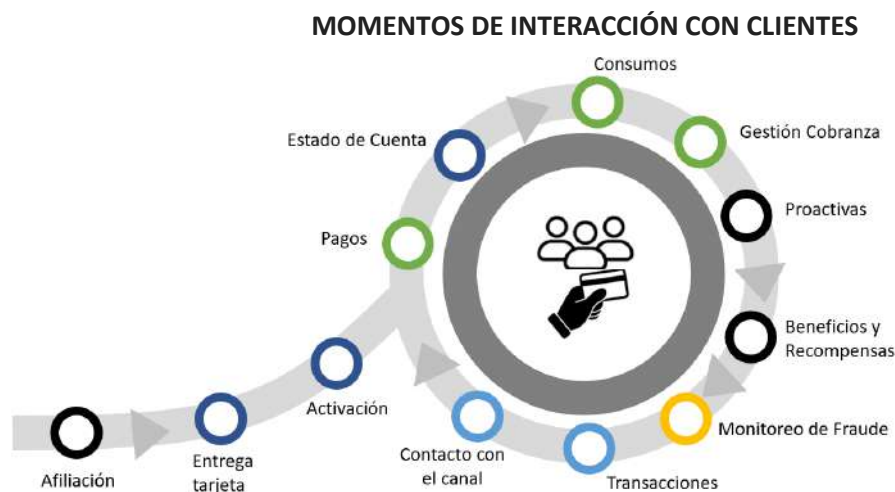 MOMENTOS DE INTERACCIÓN CON CLIENTES
Consumos
Gestión Cobranza
Estado de Cuenta
Proactivas
Pagos
Beneficios y
Recompensas
Activación
Monitoreo de Fraude
Contacto con
el canal
Transacciones
Entrega
tarjeta
Afiliación